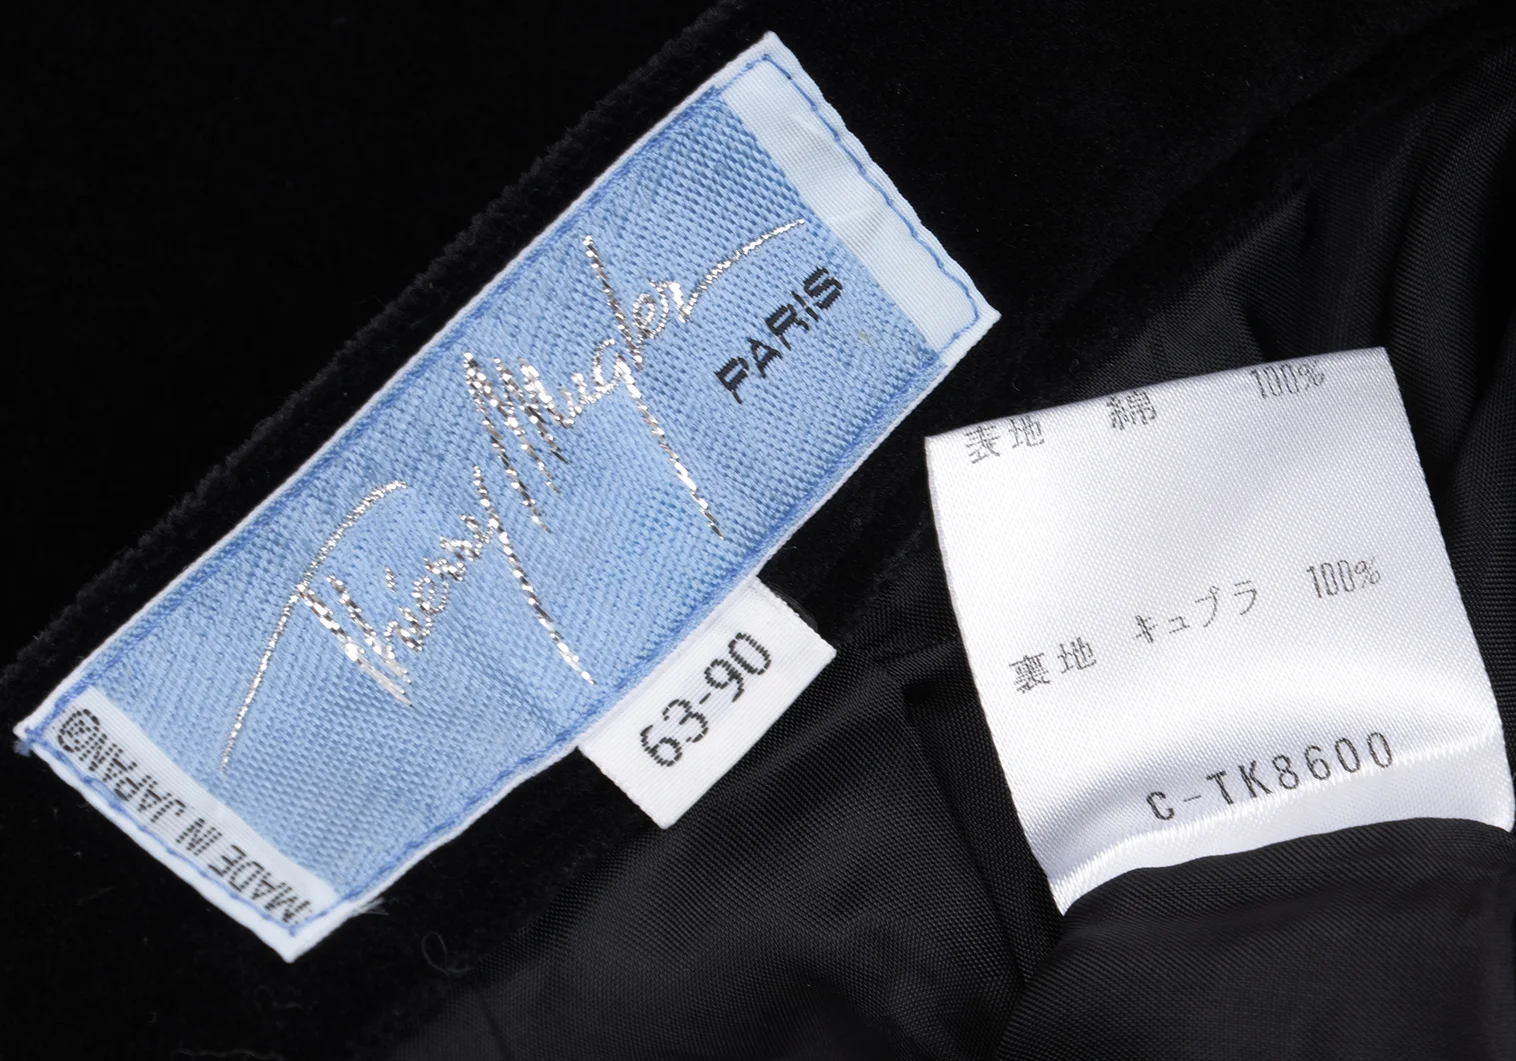 Thierry Mugler
PARIS
MADE IN JAPAN©
63-90
表地 綿 100%
裏地 キュプラ 100%
C-TK8600